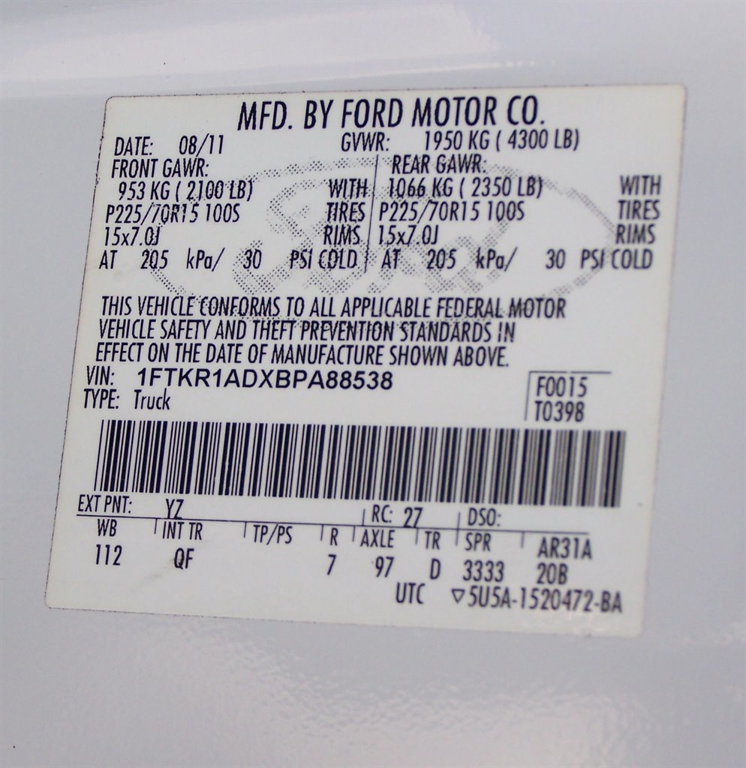 MFD. BY FORD MOTOR CO.
DATE: 08/11 GVWR: 1950 KG ( 4300 LB)
FRONT GAWR: REAR GAWR:
953 KG ( 2100 LB) WITH 1066 KG ( 2350 LB) WITH
P225/70R15 100S TIRES P225/70R15 100S TIRES
15x7.0J RIMS 15x7.0J RIMS
AT 205 kPa/ 30 PSI COLD AT 205 kPa/ 30 PSI COLD
THIS VEHICLE CONFORMS TO ALL APPLICABLE FEDERAL MOTOR
VEHICLE SAFETY AND THEFT PREVENTION STANDARDS IN
EFFECT ON THE DATE OF MANUFACTURE SHOWN ABOVE.
VIN: 1FTKR1ADXBPA88538 F0015
TYPE: Truck T0398
EXT PNT: YZ RC: 27 DSO:
WB INT TR TP/PS R AXLE TR SPR AR31A
112 QF 7 97 D 3333 20B
UTC ▽5U5A-1520472-BA